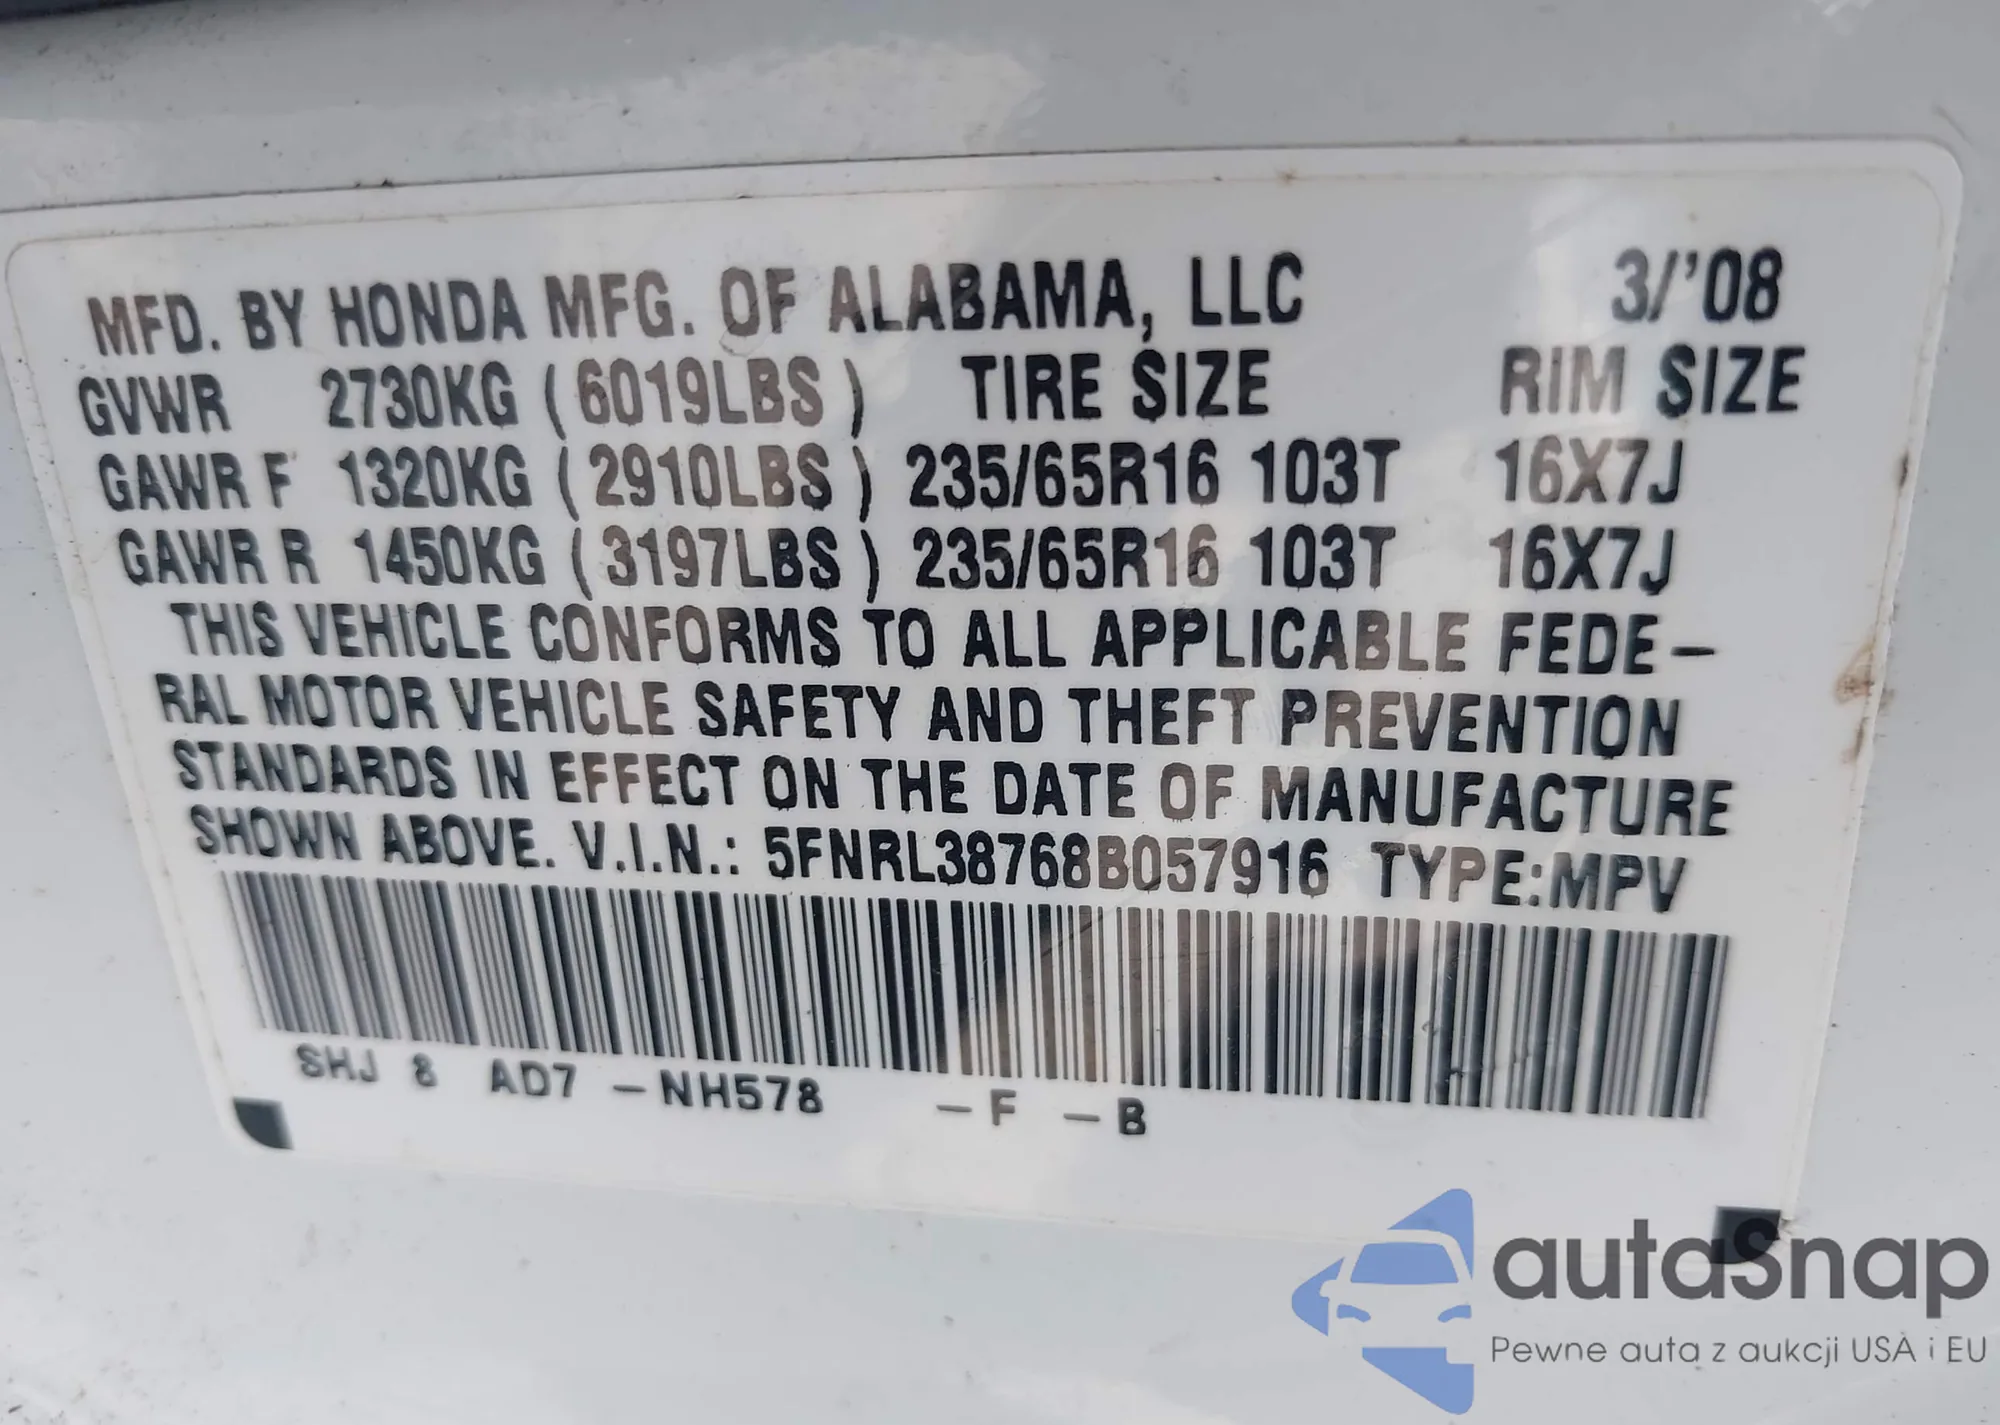 MFD. BY HONDA MFG. OF ALABAMA, LLC 3/'08
GVWR 2730KG (6019LBS) TIRE SIZE RIM SIZE
GAWR F 1320KG (2910LBS) 235/65R16 103T 16X7J
GAWR R 1450KG (3197LBS) 235/65R16 103T 16X7J
THIS VEHICLE CONFORMS TO ALL APPLICABLE FEDE-
RAL MOTOR VEHICLE SAFETY AND THEFT PREVENTION
STANDARDS IN EFFECT ON THE DATE OF MANUFACTURE
SHOWN ABOVE. V.I.N.: 5FNRL38768B057916 TYPE:MPV
SHJ 8 AD7 -NH578 -F -B
autaSnap
Pewne auta z aukcji USA i EU